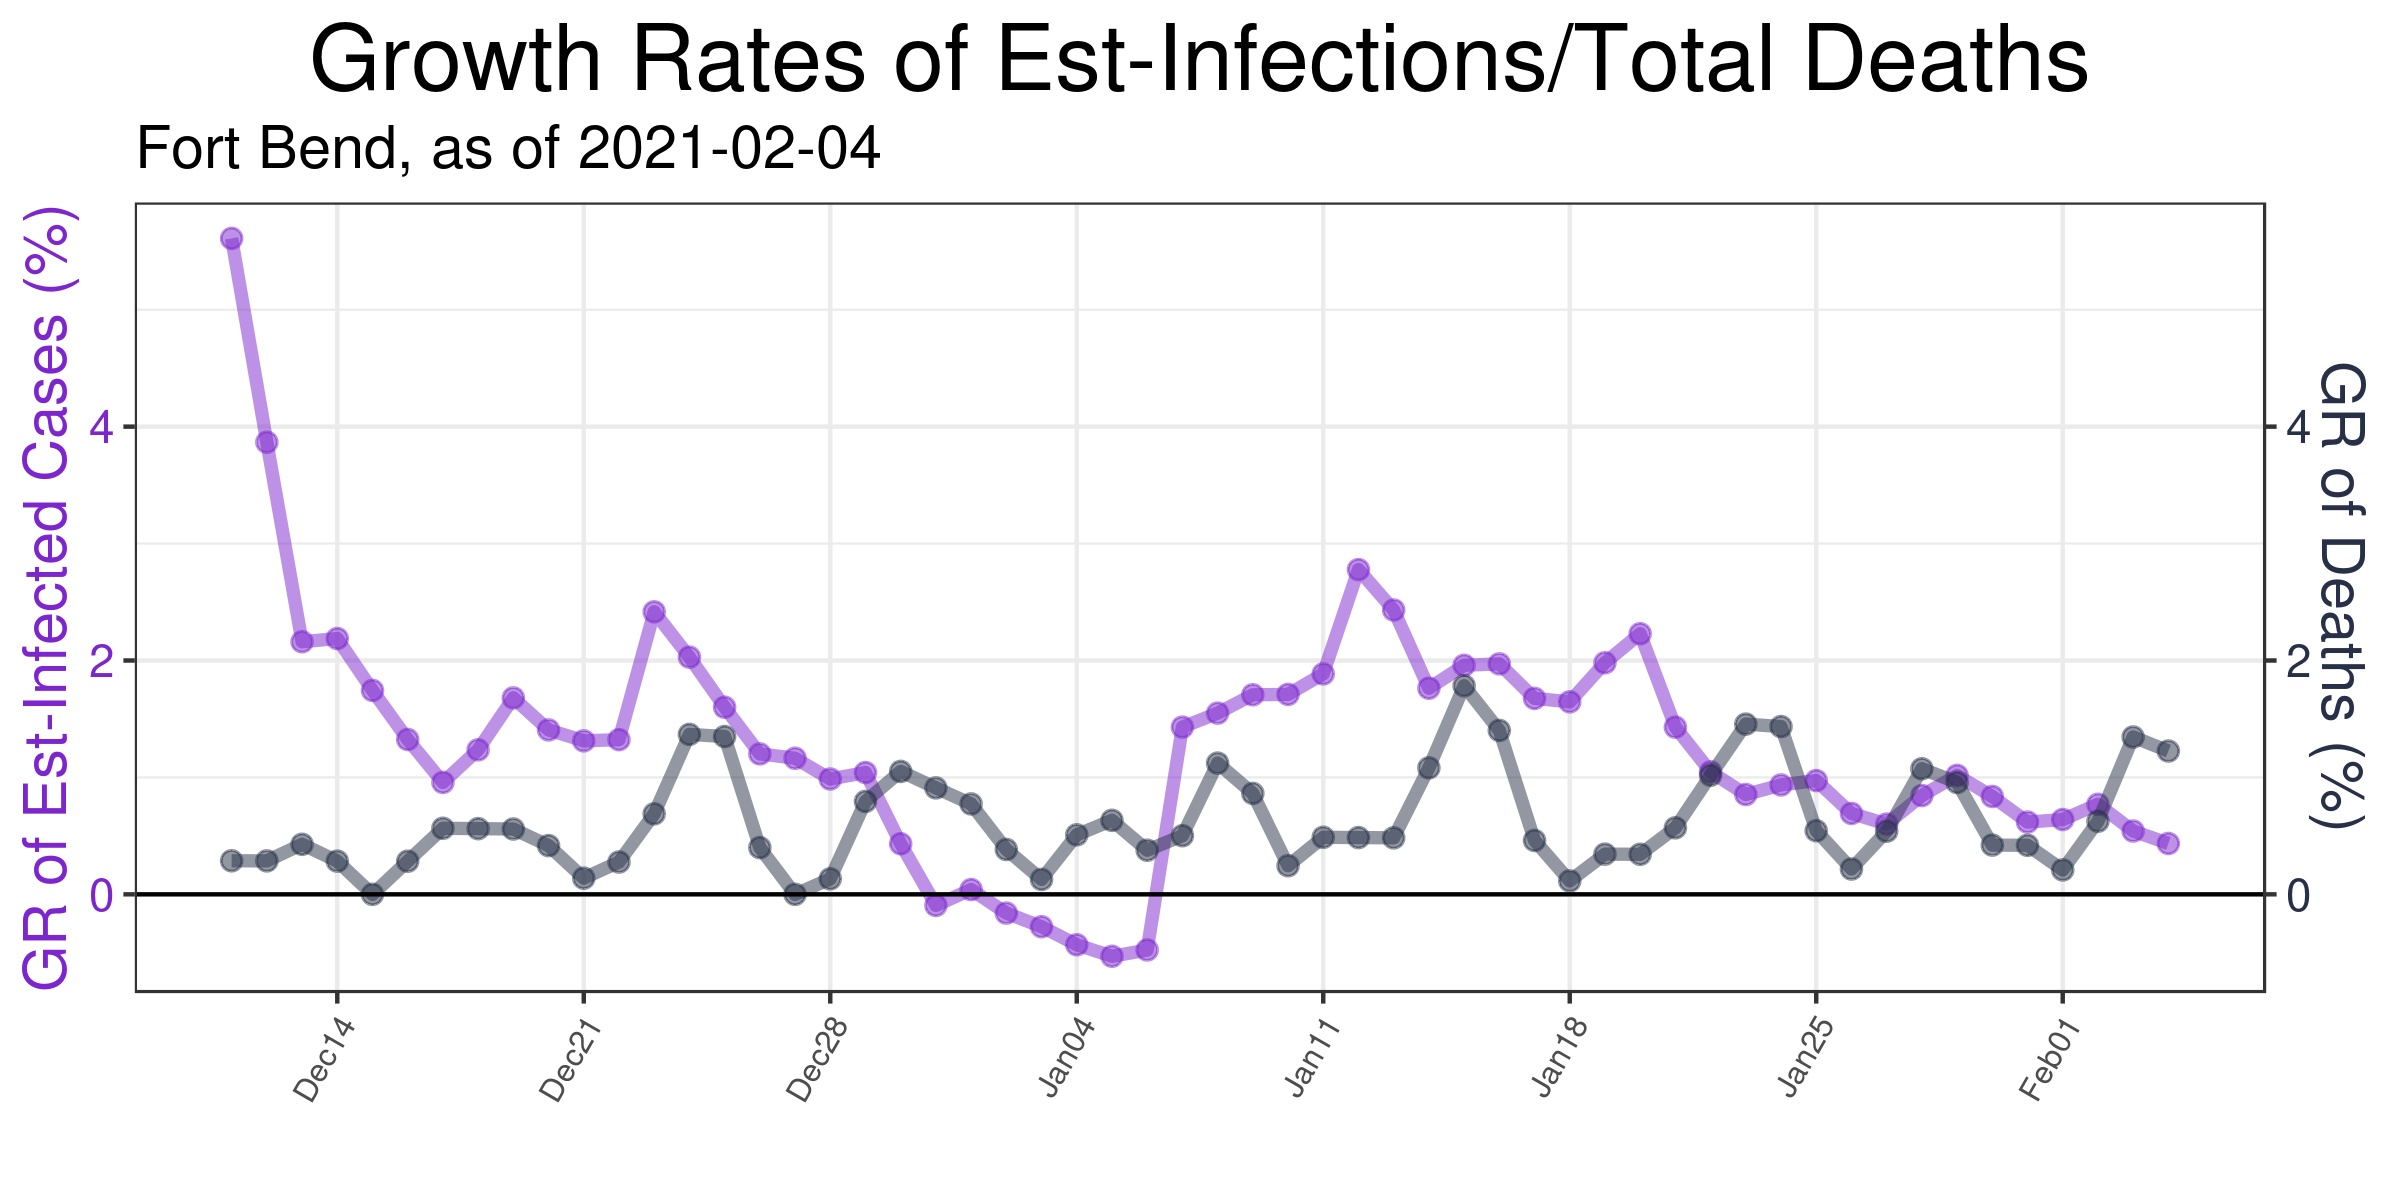 Growth Rates of Est-Infections/Total Deaths
Fort Bend, as of 2021-02-04
GR of Est-Infected Cases (%)
4
2
0
4
2
0
GR of Deaths (%)
Dec14
Dec21
Dec28
Jan04
Jan11
Jan18
Jan25
Feb01